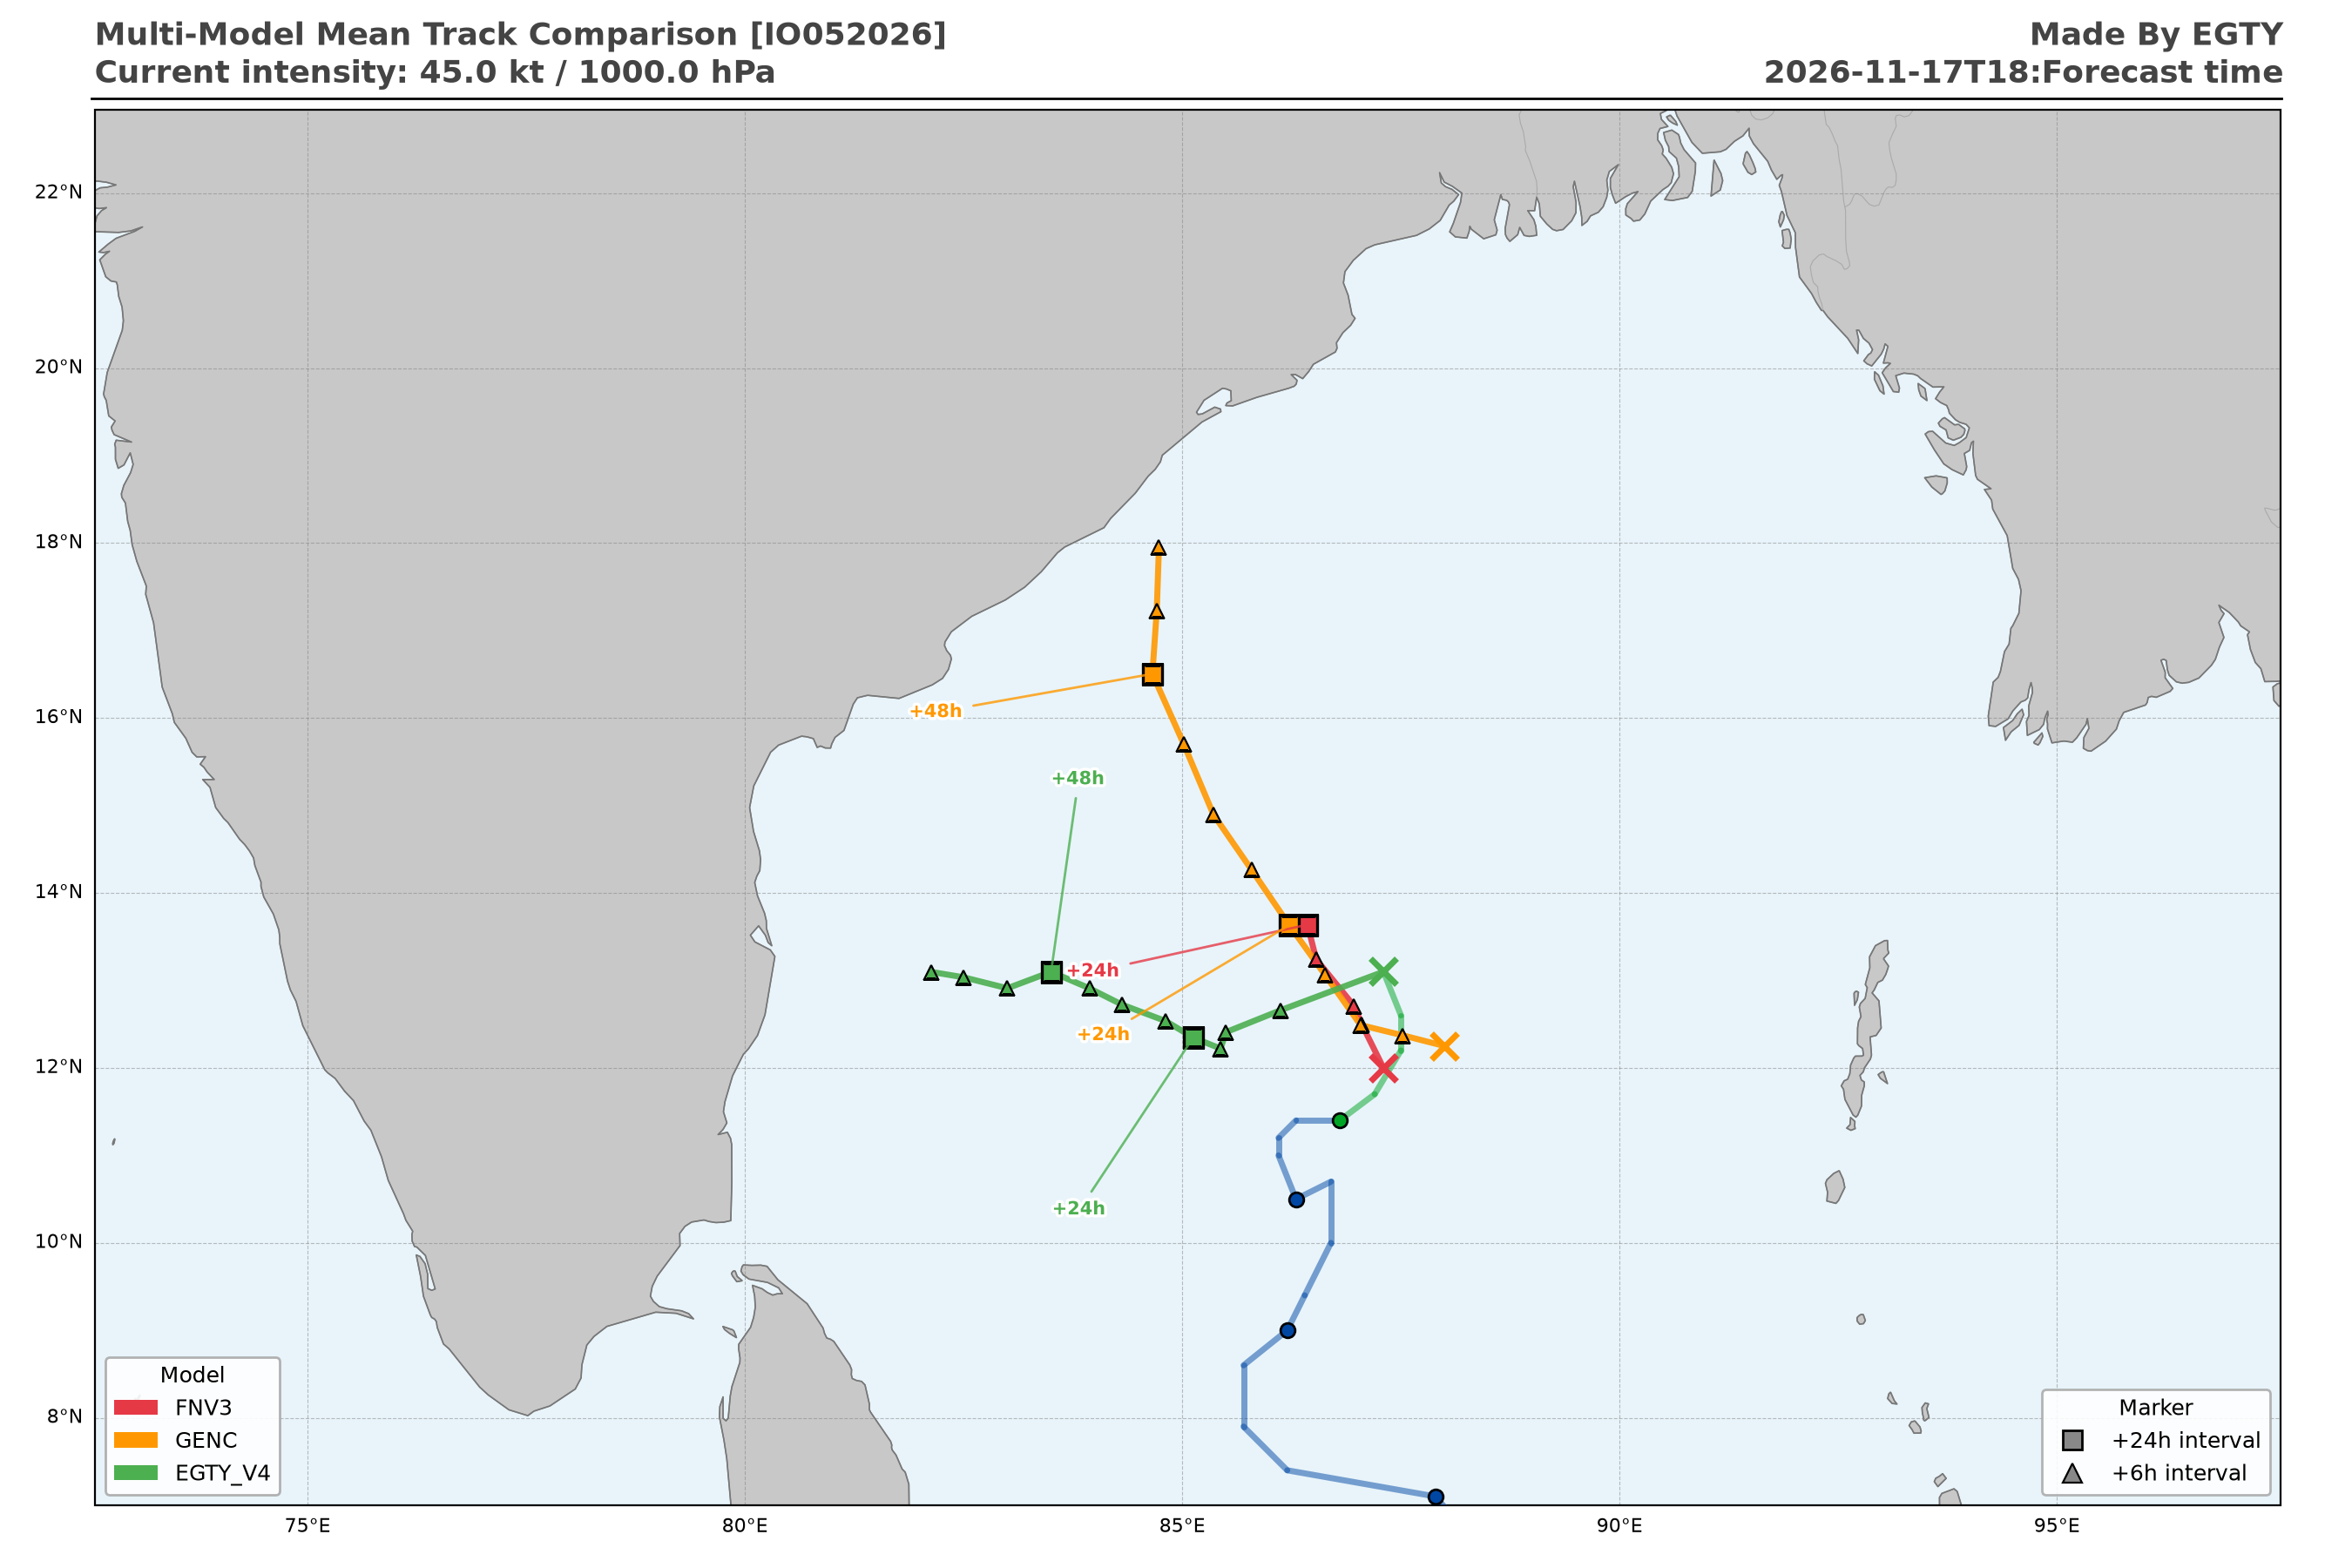 Multi-Model Mean Track Comparison [IO052026]
Current intensity: 45.0 kt / 1000.0 hPa
Made By EGTY
2026-11-17T18:Forecast time
22°N
20°N
18°N
16°N
14°N
12°N
10°N
8°N
+48h
+48h
+24h
+24h
+24h
Model
FNV3
GENC
EGTY_V4
Marker
+24h interval
+6h interval
75°E
80°E
85°E
90°E
95°E